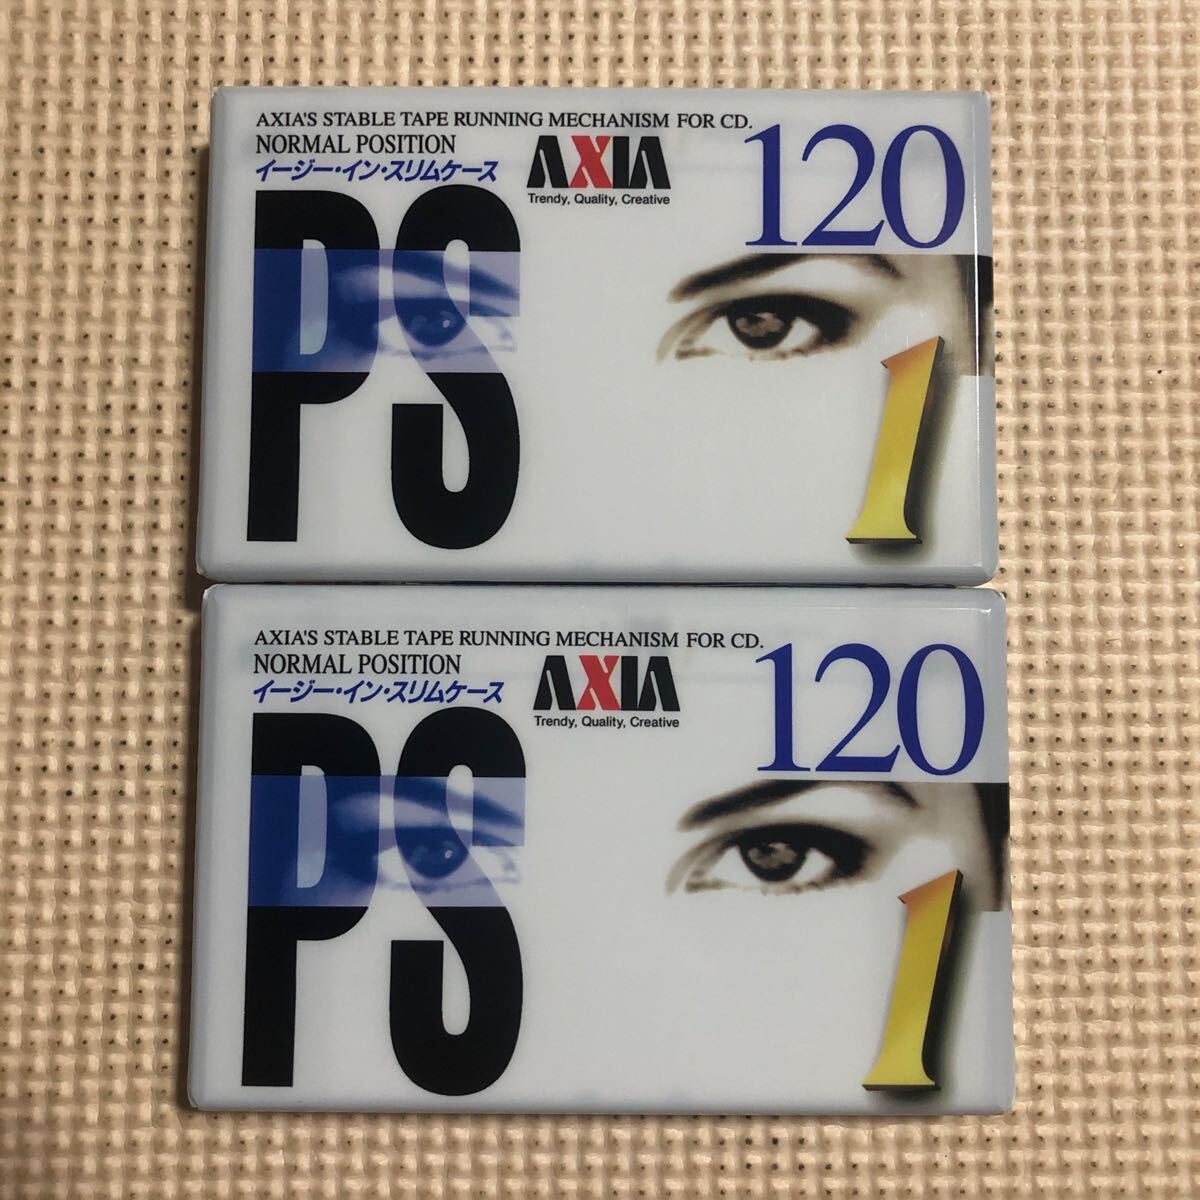 AXIA'S STABLE TAPE RUNNING MECHANISM FOR CD.
NORMAL POSITION
イージー・イン・スリムケース
AXIA
Trendy, Quality, Creative
120
PS
1
AXIA'S STABLE TAPE RUNNING MECHANISM FOR CD.
NORMAL POSITION
イージー・イン・スリムケース
AXIA
Trendy, Quality, Creative
120
PS
1